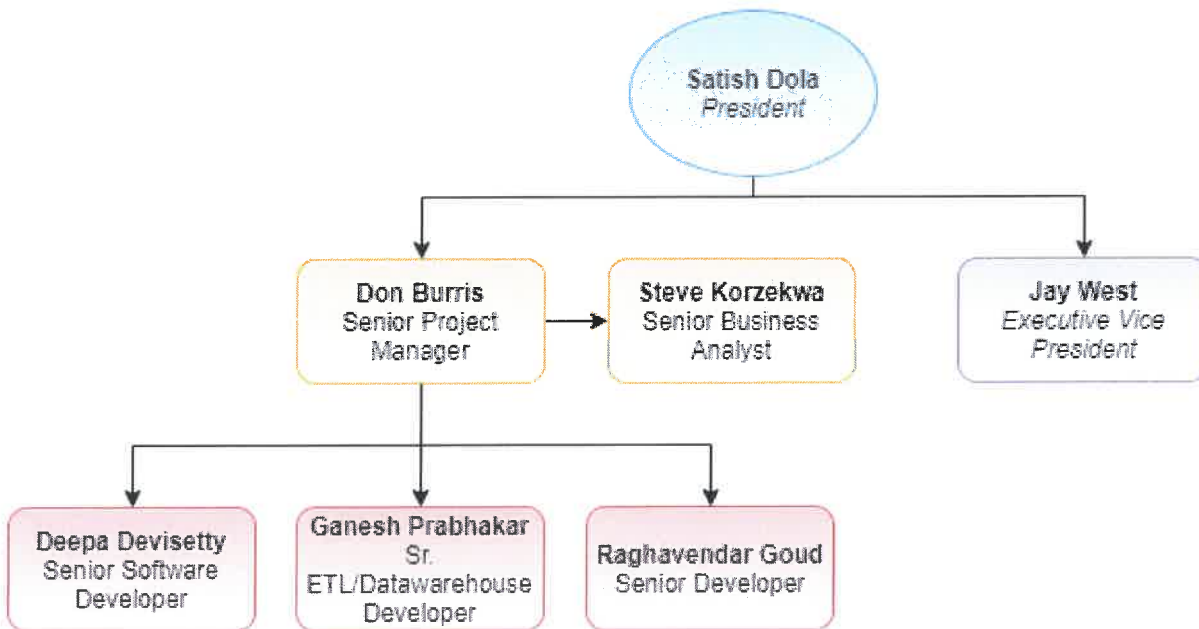 Satish Dola
President
Don Burris
Senior Project
Manager
Steve Korzekwa
Senior Business
Analyst
Jay West
Executive Vice
President
Deepa Devisetty
Senior Software
Developer
Ganesh Prabhakar
Sr.
ETL/Datawarehouse
Developer
Raghavendar Goud
Senior Developer